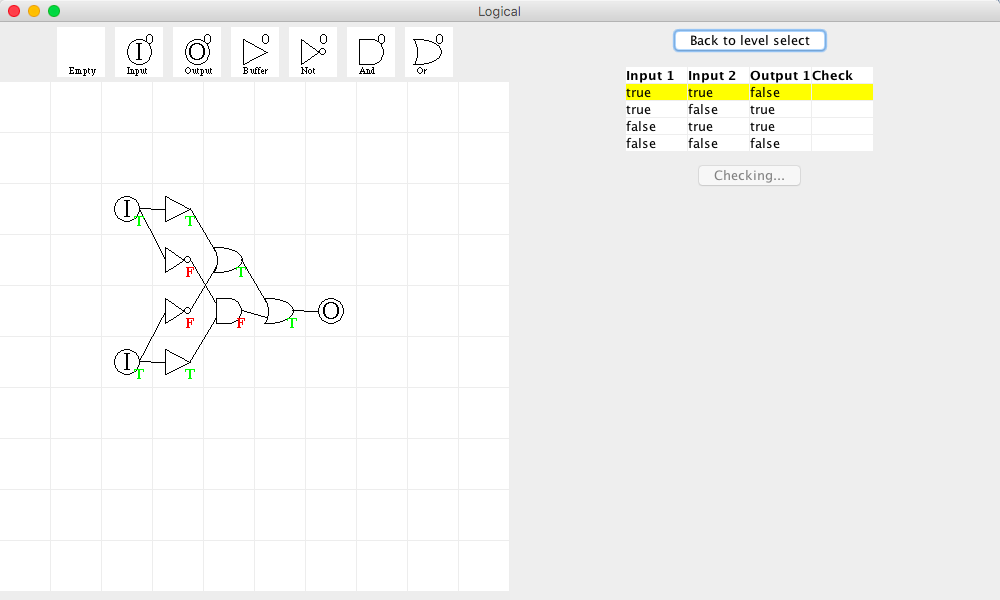 Logical
Empty
I 0 Input
O 0 Output
0 Buffer
0 Not
0 And
0 Or
Back to level select
Input 1 Input 2 Output 1 Check
true true false
true false true
false true true
false false false
Checking...
I T T
F T
F F T O
I T T